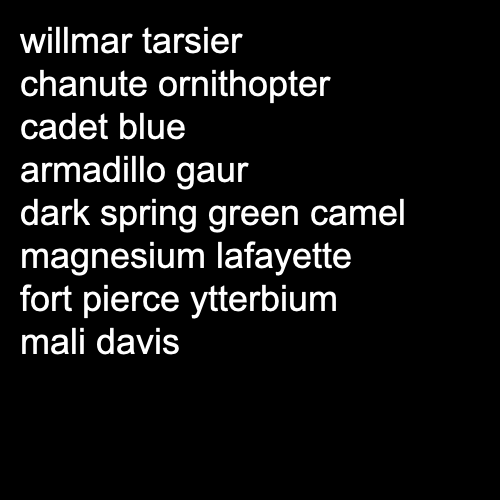 willmar tarsier
chanute ornithopter
cadet blue
armadillo gaur
dark spring green camel
magnesium lafayette
fort pierce ytterbium
mali davis